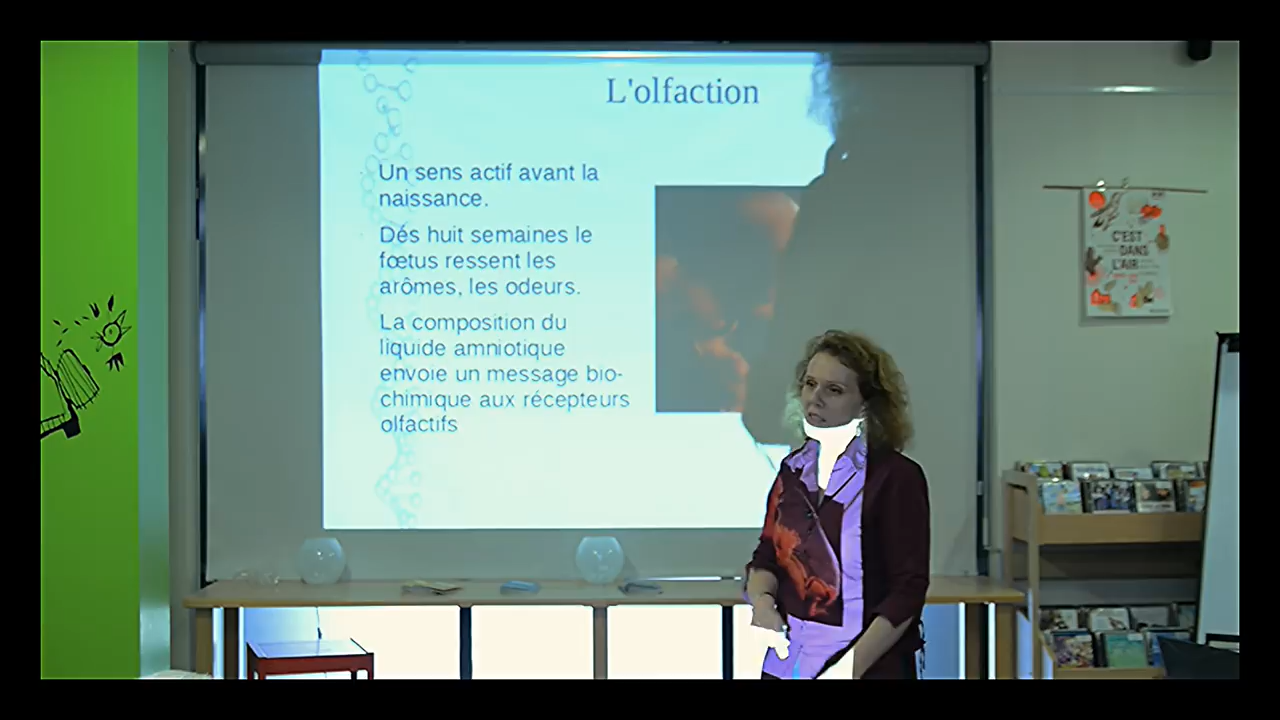 L'olfaction
Un sens actif avant la
naissance.
Dés huit semaines le
fœtus ressent les
arômes, les odeurs.
La composition du
liquide amniotique
envoie un message bio-
chimique aux récepteurs
olfactifs
C'EST
DANS
L'AIR